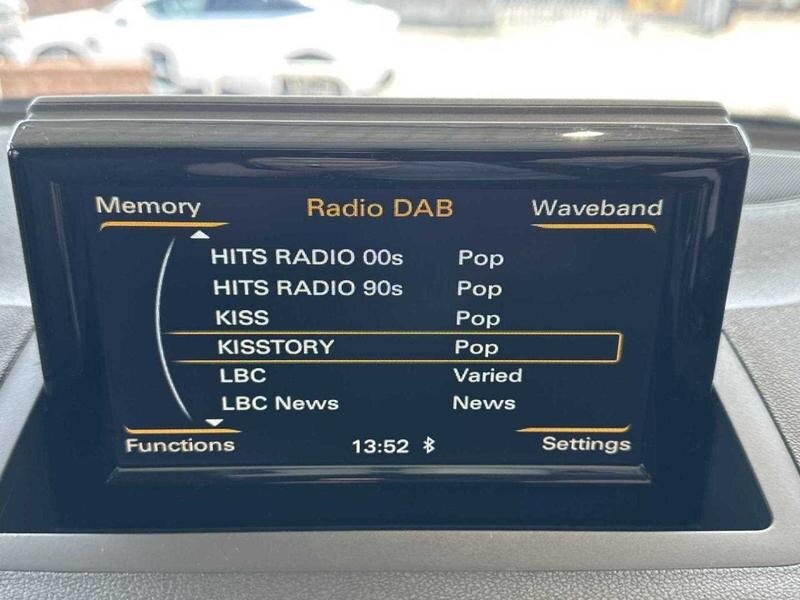 Memory Radio DAB Waveband
HITS RADIO 00s Pop
HITS RADIO 90s Pop
KISS Pop
KISSTORY Pop
LBC Varied
LBC News News
Functions 13:52 Settings